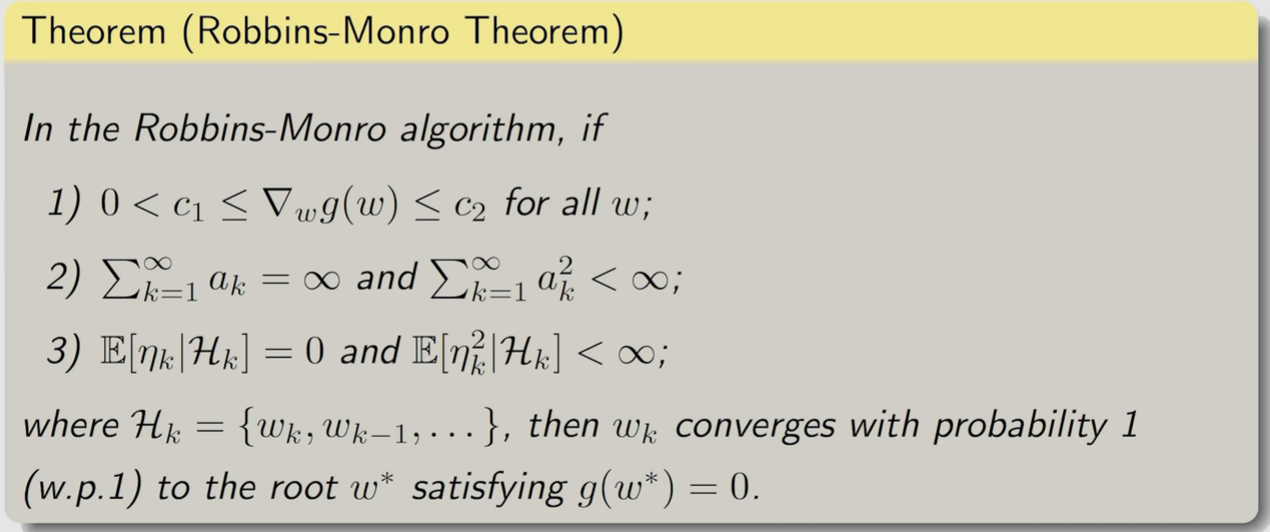 Theorem (Robbins-Monro Theorem)
In the Robbins-Monro algorithm, if
1) $0 < c_1 \leq \nabla_w g(w) \leq c_2$ for all $w$;
2) $\sum_{k=1}^{\infty} a_k = \infty$ and $\sum_{k=1}^{\infty} a_k^2 < \infty$;
3) $\mathbb{E}[\eta_k|\mathcal{H}_k] = 0$ and $\mathbb{E}[\eta_k^2|\mathcal{H}_k] < \infty$;
where $\mathcal{H}_k = \{w_k, w_{k-1}, \ldots\}$, then $w_k$ converges with probability 1
(w.p.1) to the root $w^*$ satisfying $g(w^*) = 0$.